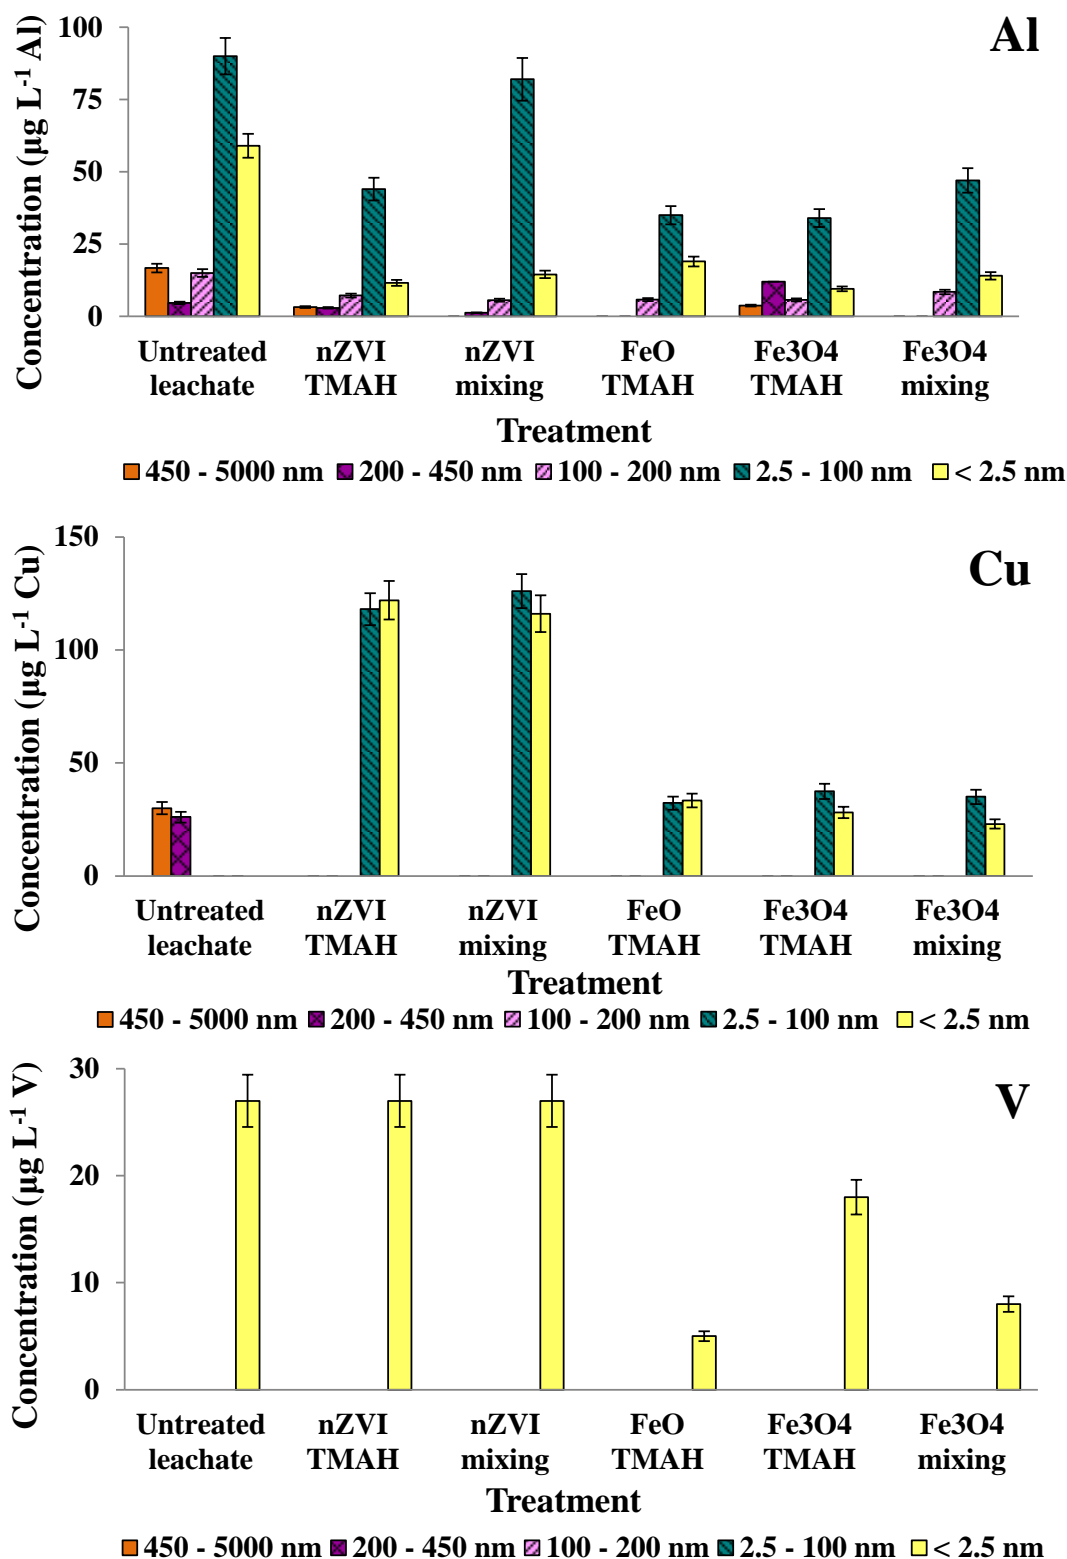 Al
Concentration (µg L-1 Al)
100
75
50
25
0
Untreated leachate
nZVI TMAH
nZVI mixing
FeO TMAH
Fe3O4 TMAH
Fe3O4 mixing
Treatment
450 - 5000 nm 200 - 450 nm 100 - 200 nm 2.5 - 100 nm < 2.5 nm
Cu
Concentration (µg L-1 Cu)
150
100
50
0
Untreated leachate
nZVI TMAH
nZVI mixing
FeO TMAH
Fe3O4 TMAH
Fe3O4 mixing
Treatment
450 - 5000 nm 200 - 450 nm 100 - 200 nm 2.5 - 100 nm < 2.5 nm
V
Concentration (µg L-1 V)
30
20
10
0
Untreated leachate
nZVI TMAH
nZVI mixing
FeO TMAH
Fe3O4 TMAH
Fe3O4 mixing
Treatment
450 - 5000 nm 200 - 450 nm 100 - 200 nm 2.5 - 100 nm < 2.5 nm